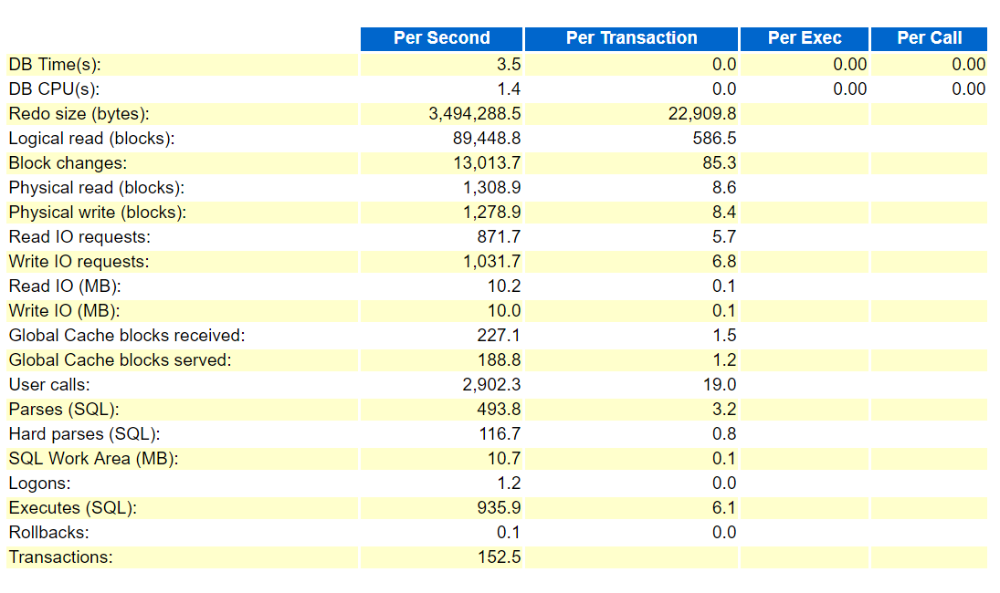 Per Second Per Transaction Per Exec Per Call
DB Time(s): 3.5 0.0 0.00 0.00
DB CPU(s): 1.4 0.0 0.00 0.00
Redo size (bytes): 3,494,288.5 22,909.8
Logical read (blocks): 89,448.8 586.5
Block changes: 13,013.7 85.3
Physical read (blocks): 1,308.9 8.6
Physical write (blocks): 1,278.9 8.4
Read IO requests: 871.7 5.7
Write IO requests: 1,031.7 6.8
Read IO (MB): 10.2 0.1
Write IO (MB): 10.0 0.1
Global Cache blocks received: 227.1 1.5
Global Cache blocks served: 188.8 1.2
User calls: 2,902.3 19.0
Parses (SQL): 493.8 3.2
Hard parses (SQL): 116.7 0.8
SQL Work Area (MB): 10.7 0.1
Logons: 1.2 0.0
Executes (SQL): 935.9 6.1
Rollbacks: 0.1 0.0
Transactions: 152.5